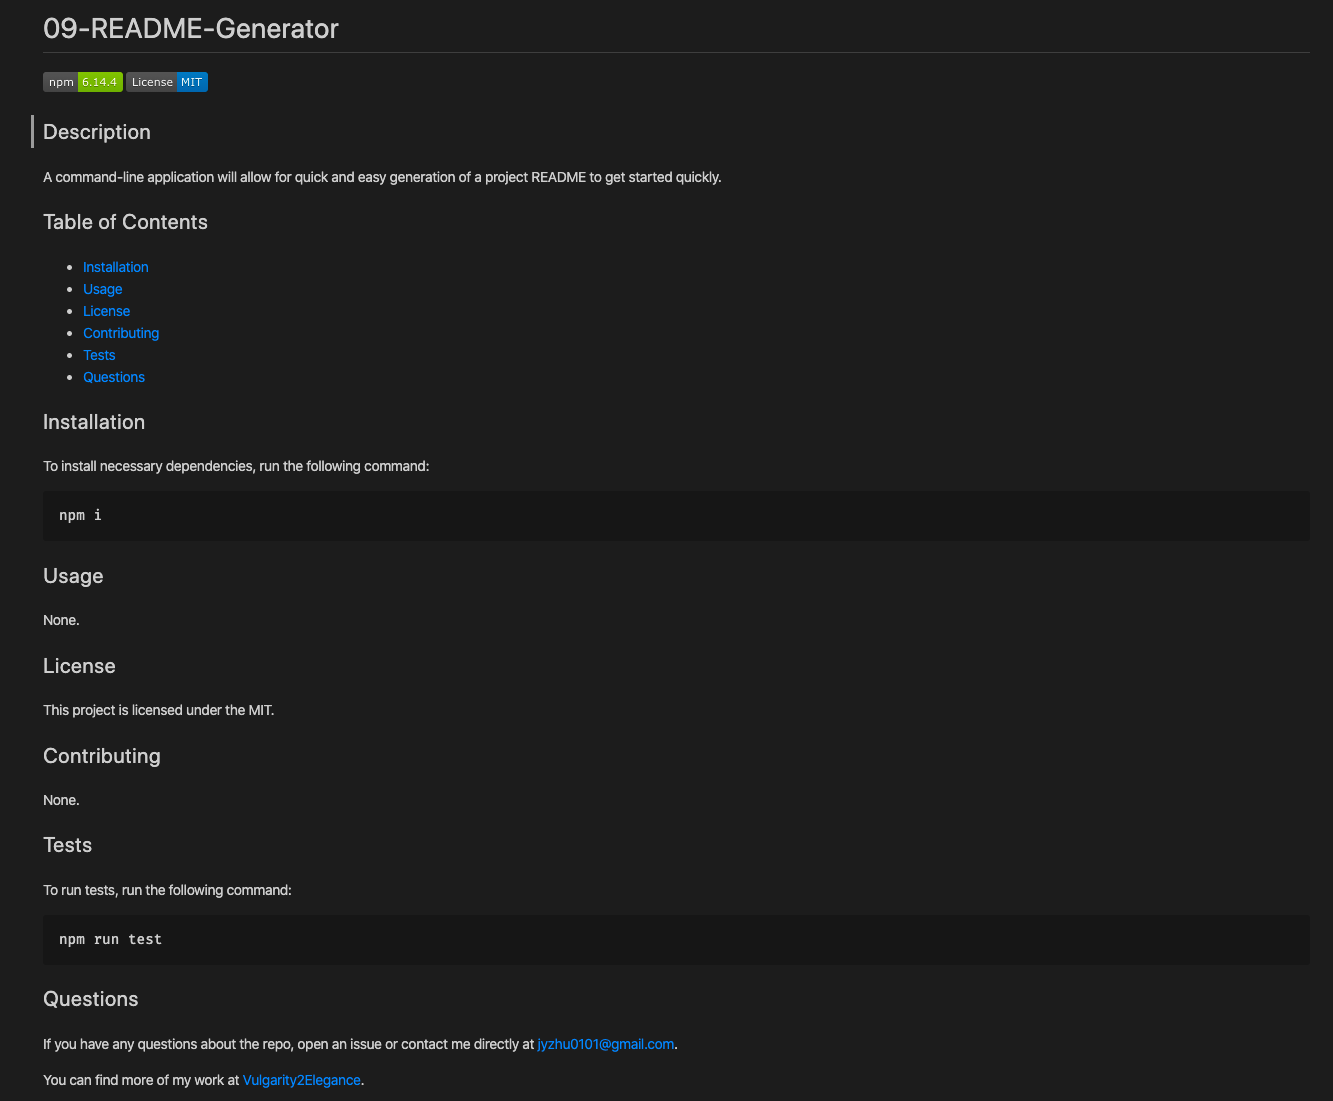 09-README-Generator
npm 6.14.4 License MIT
Description
A command-line application will allow for quick and easy generation of a project README to get started quickly.
Table of Contents
Installation
Usage
License
Contributing
Tests
Questions
Installation
To install necessary dependencies, run the following command:
npm i
Usage
None.
License
This project is licensed under the MIT.
Contributing
None.
Tests
To run tests, run the following command:
npm run test
Questions
If you have any questions about the repo, open an issue or contact me directly at jyzhu0101@gmail.com.
You can find more of my work at Vulgarity2Elegance.